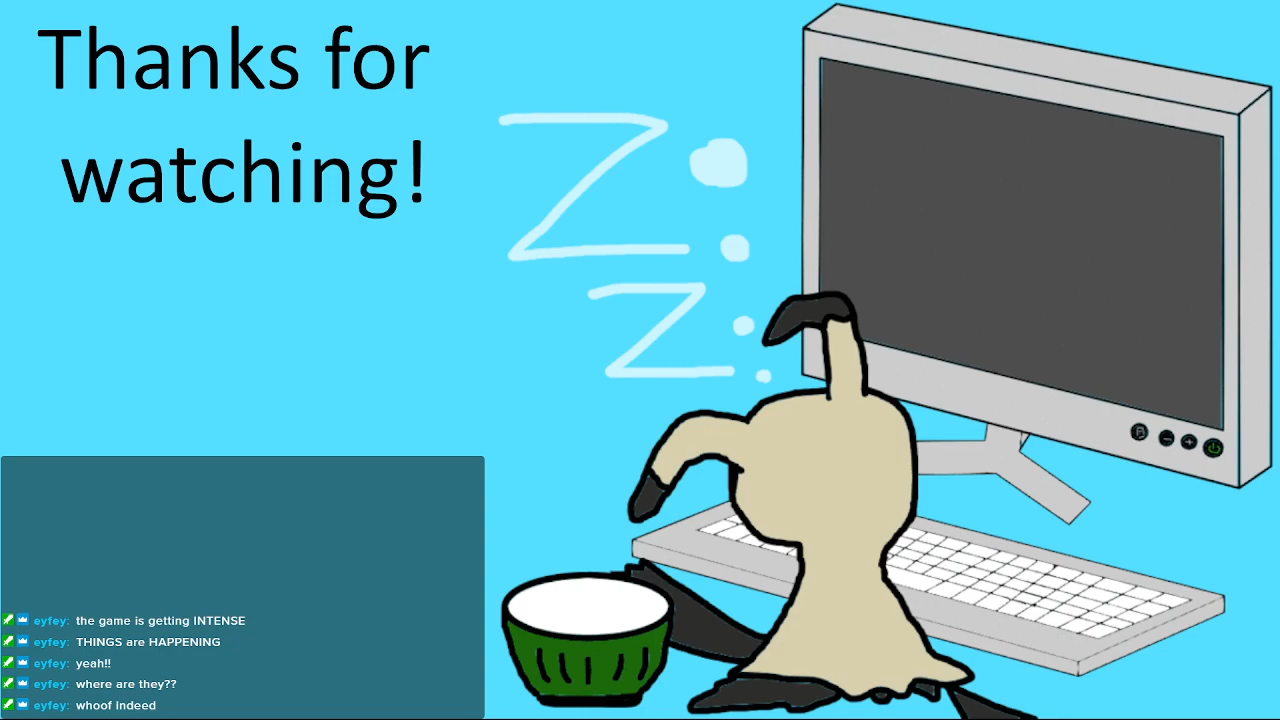 Thanks for
watching!
Z
Z
eyfey: the game is getting INTENSE
eyfey: THINGS are HAPPENING
eyfey: yeah!!
eyfey: where are they??
eyfey: whoof indeed